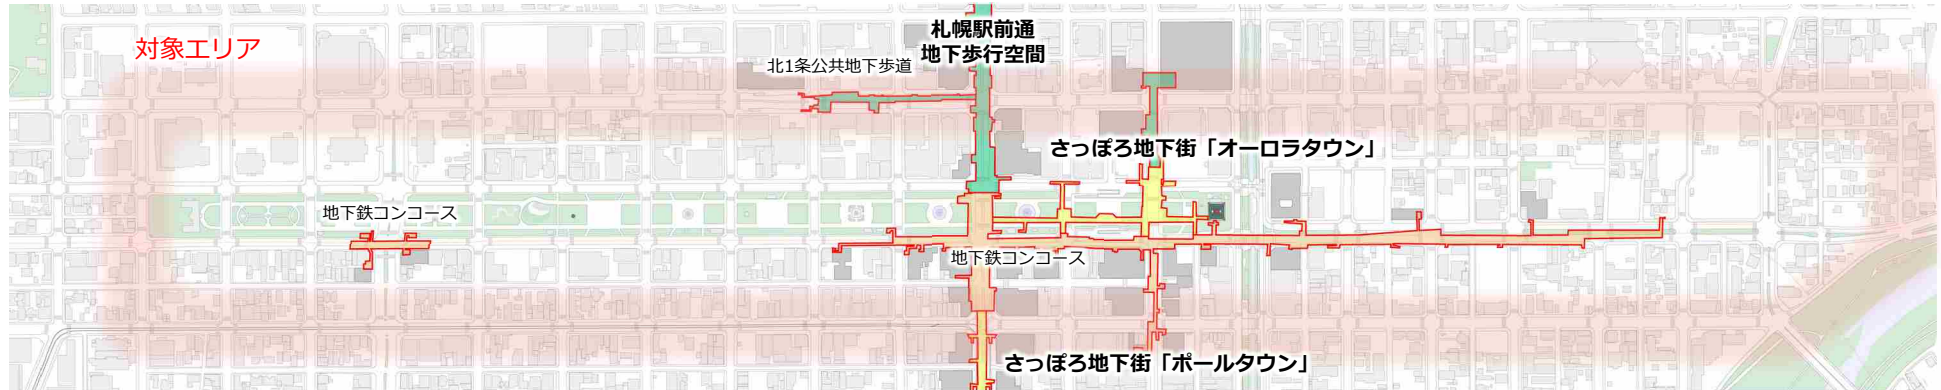 対象エリア
札幌駅前通
地下歩行空間
北1条公共地下歩道
さっぽろ地下街「オーロラタウン」
地下鉄コンコース
地下鉄コンコース
さっぽろ地下街「ポールタウン」